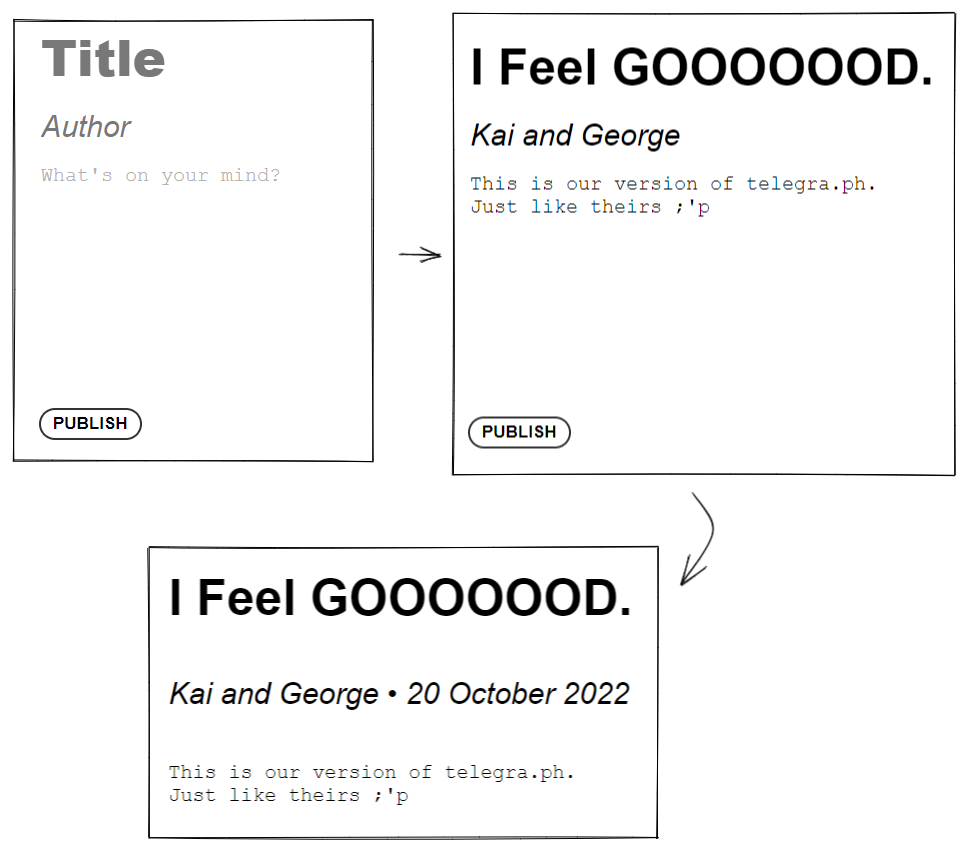 Title
Author
What's on your mind?
PUBLISH
I Feel GOOOOOOD.
Kai and George
This is our version of telegra.ph.
Just like theirs ;'p
PUBLISH
I Feel GOOOOOOD.
Kai and George • 20 October 2022
This is our version of telegra.ph.
Just like theirs ;'p